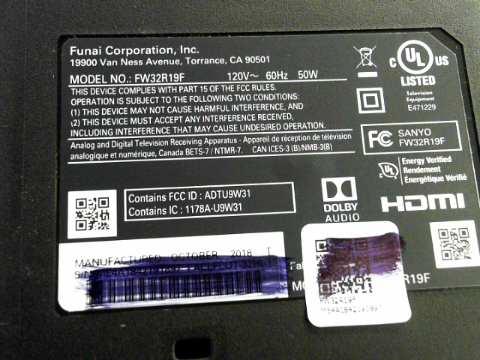 Funai Corporation, Inc.
19900 Van Ness Avenue, Torrance, CA 90501
MODEL NO.: FW32R19F 120V~ 60Hz 50W
THIS DEVICE COMPLIES WITH PART 15 OF THE FCC RULES.
OPERATION IS SUBJECT TO THE FOLLOWING TWO CONDITIONS:
(1) THIS DEVICE MAY NOT CAUSE HARMFUL INTERFERENCE, AND
(2) THIS DEVICE MUST ACCEPT ANY INTERFERENCE RECEIVED,
INCLUDING INTERFERENCE THAT MAY CAUSE UNDESIRED OPERATION.
Analog and Digital Television Receiving Apparatus - Appareil de réception de télévision
analogique et numérique, Canada BETS-7 / NTMR-7. CAN ICES-3 (B)/NMB-3(B)
C UL US
LISTED
Television
Equipment
E471229
FC SANYO
FW32R19F
UL Energy Verified
Rendement
Énergétique Vérifié
Contains FCC ID : ADTU9W31
Contains IC : 1178A-U9W31
DOLBY
AUDIO
HDMI
MANUFACTURED OCTOBER 2018
FW32R19F